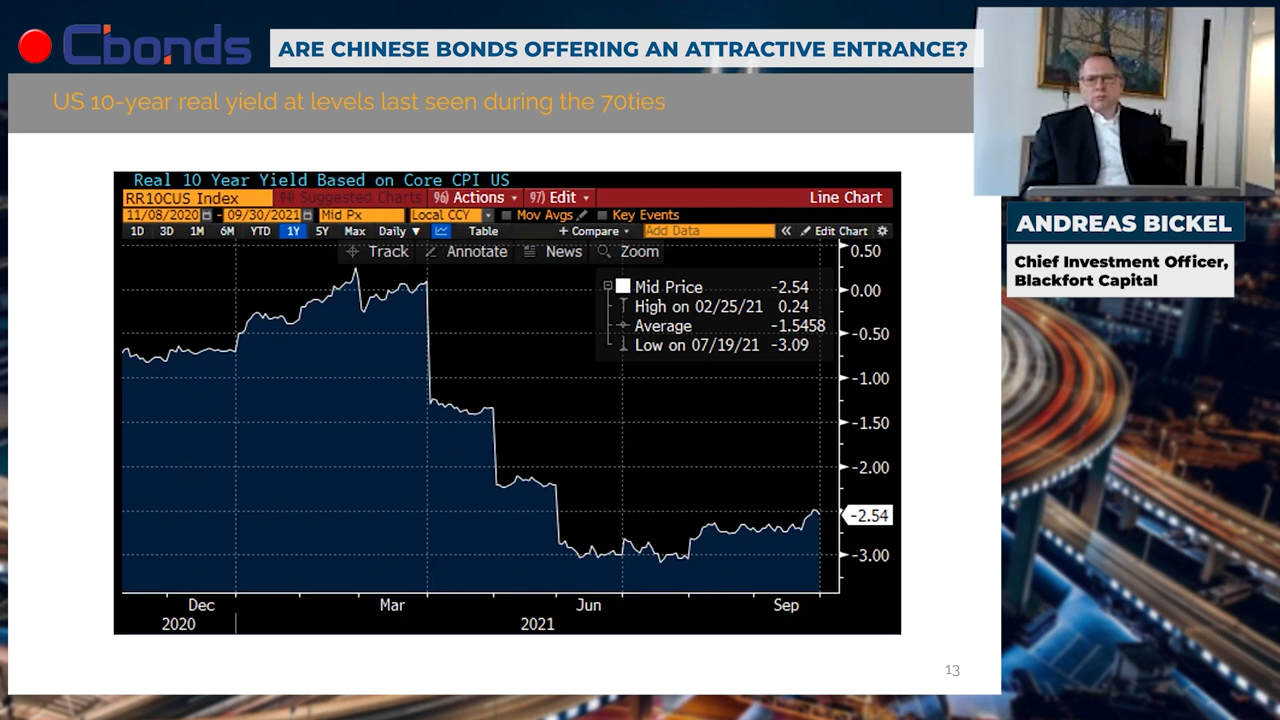 Cbonds
ARE CHINESE BONDS OFFERING AN ATTRACTIVE ENTRANCE?
US 10-year real yield at levels last seen during the 70ties
Real 10 Year Yield Based on Core CPI US
RR10CUS Index 94) Suggested Charts 96) Actions 97) Edit Line Chart
11/08/2020 - 09/30/2021 Mid Px Local CCY Mov Avgs Key Events
1D 3D 1M 6M YTD 1Y 5Y Max Daily ▼ Table + Compare Add Data « Edit Chart
Track Annotate News Zoom
Mid Price -2.54
High on 02/25/21 0.24
Average -1.5458
Low on 07/19/21 -3.09
0.50
0.00
-0.50
-1.00
-1.50
-2.00
-2.54
-3.00
Dec Mar Jun Sep
2020 2021
13
ANDREAS BICKEL
Chief Investment Officer,
Blackfort Capital